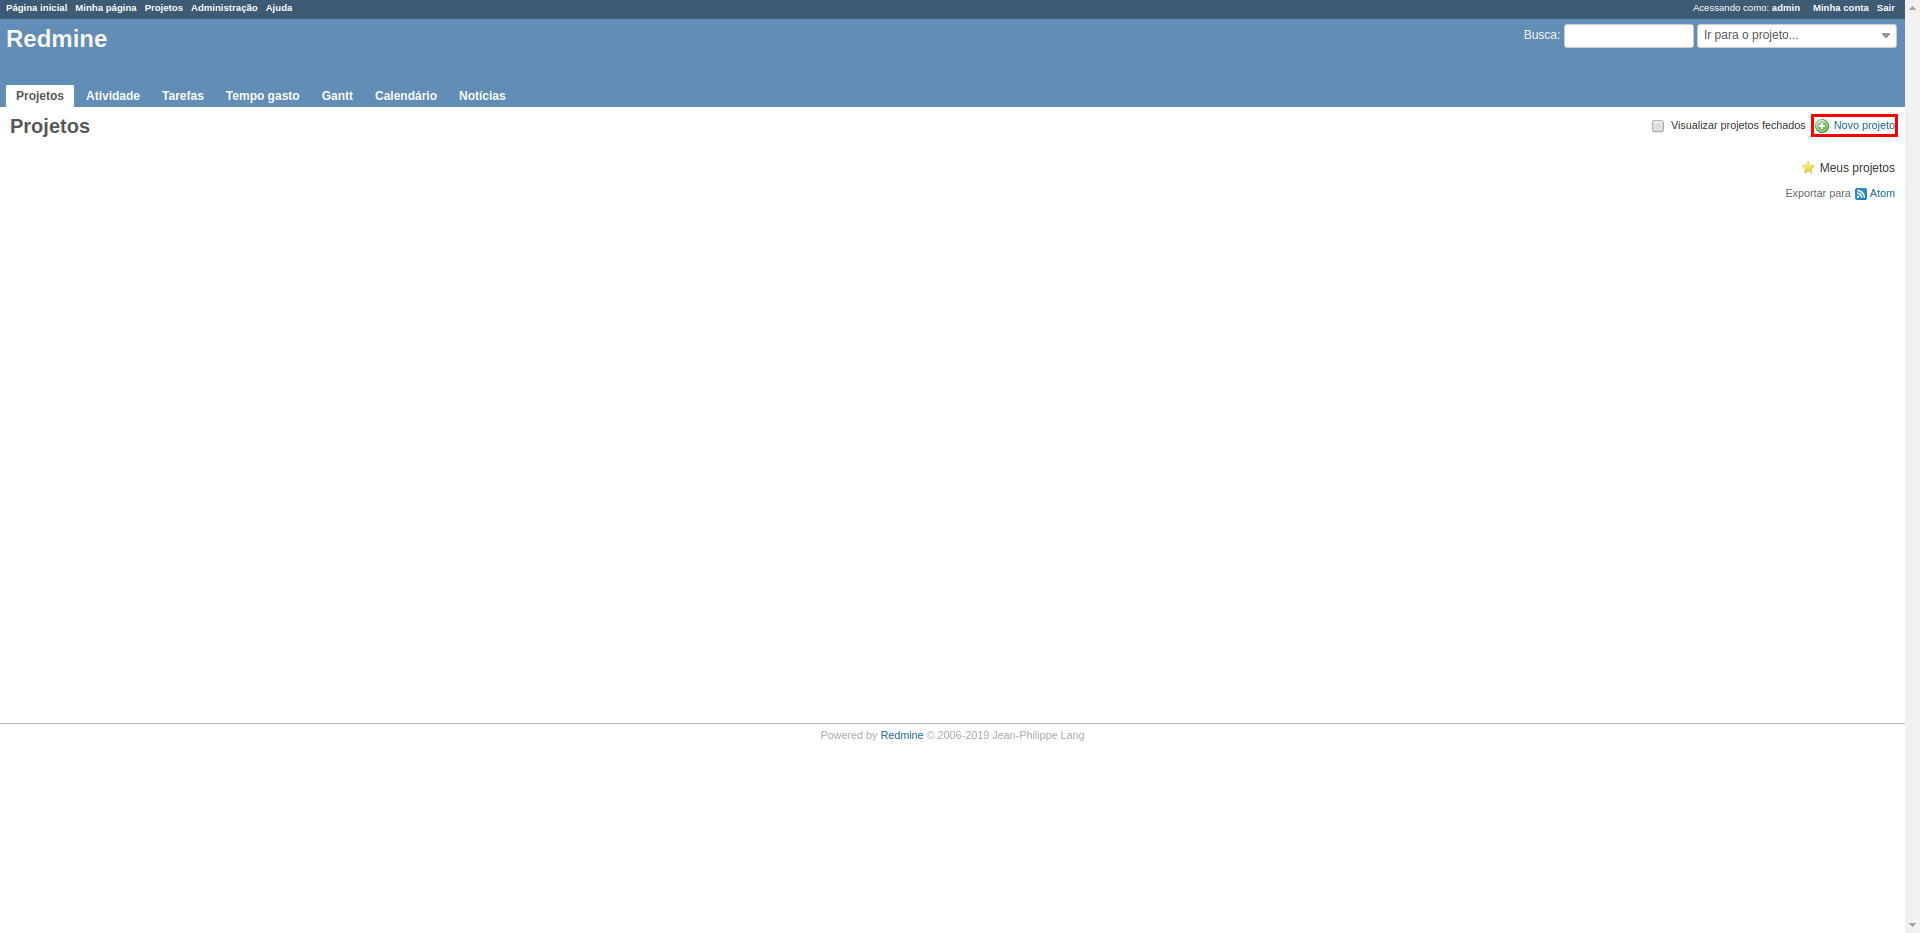 Página inicial Minha página Projetos Administração Ajuda Acessando como: admin Minha conta Sair
Redmine Busca: Ir para o projeto...
Projetos Atividade Tarefas Tempo gasto Gantt Calendário Notícias
Projetos Visualizar projetos fechados Novo projeto
Meus projetos
Exportar para Atom
Powered by Redmine © 2006-2019 Jean-Philippe Lang